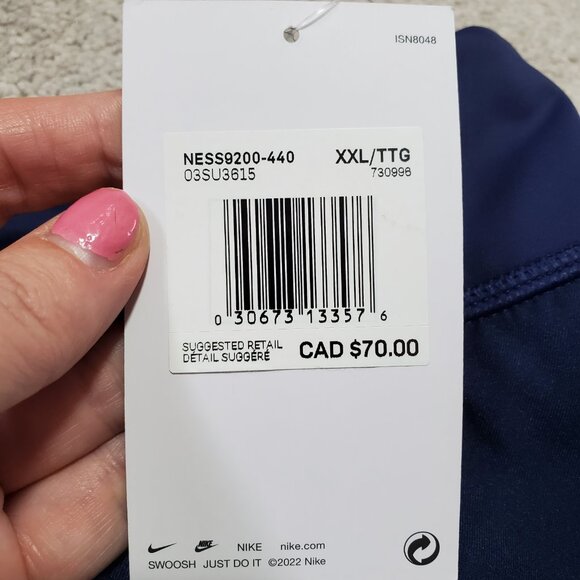 ISN8048
NESS9200-440 XXL/TTG
03SU3615 730996
0 30673 13357 6
SUGGESTED RETAIL
DÉTAIL SUGGÉRÉ CAD $70.00
NIKE NIKE nike.com
SWOOSH JUST DO IT ©2022 Nike